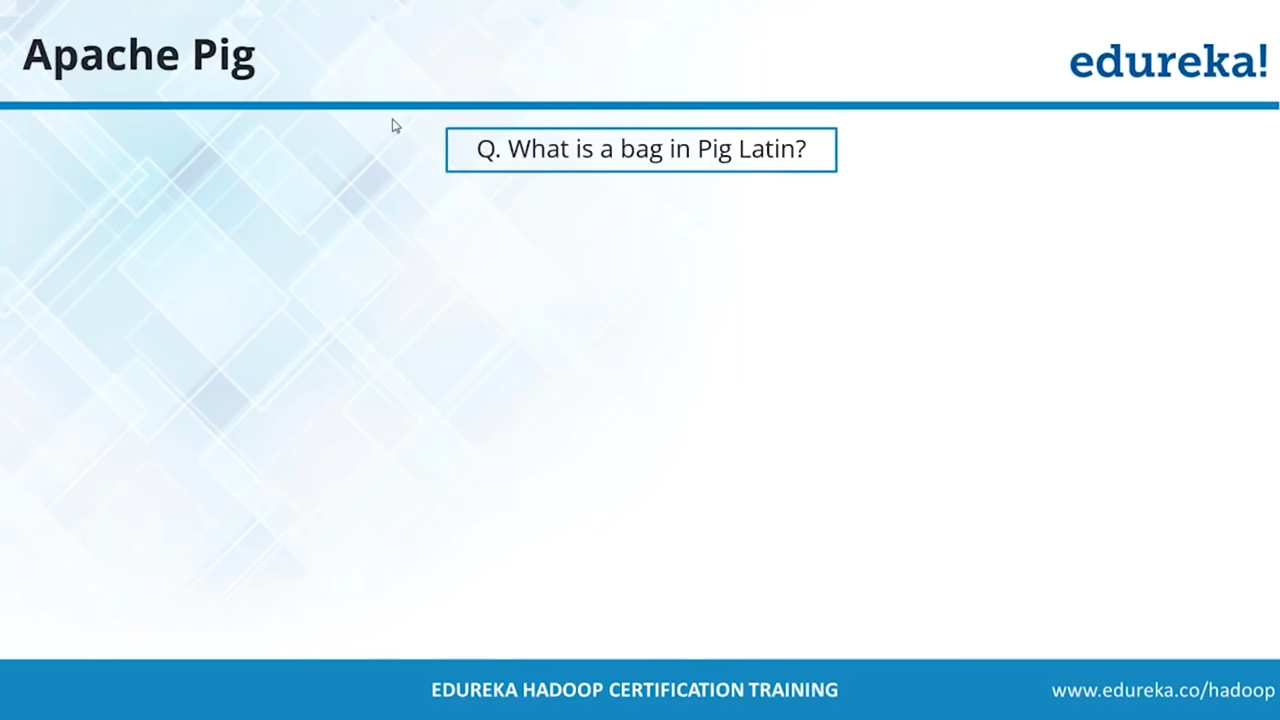 Apache Pig
edureka!
Q. What is a bag in Pig Latin?
EDUREKA HADOOP CERTIFICATION TRAINING
www.edureka.co/hadoop